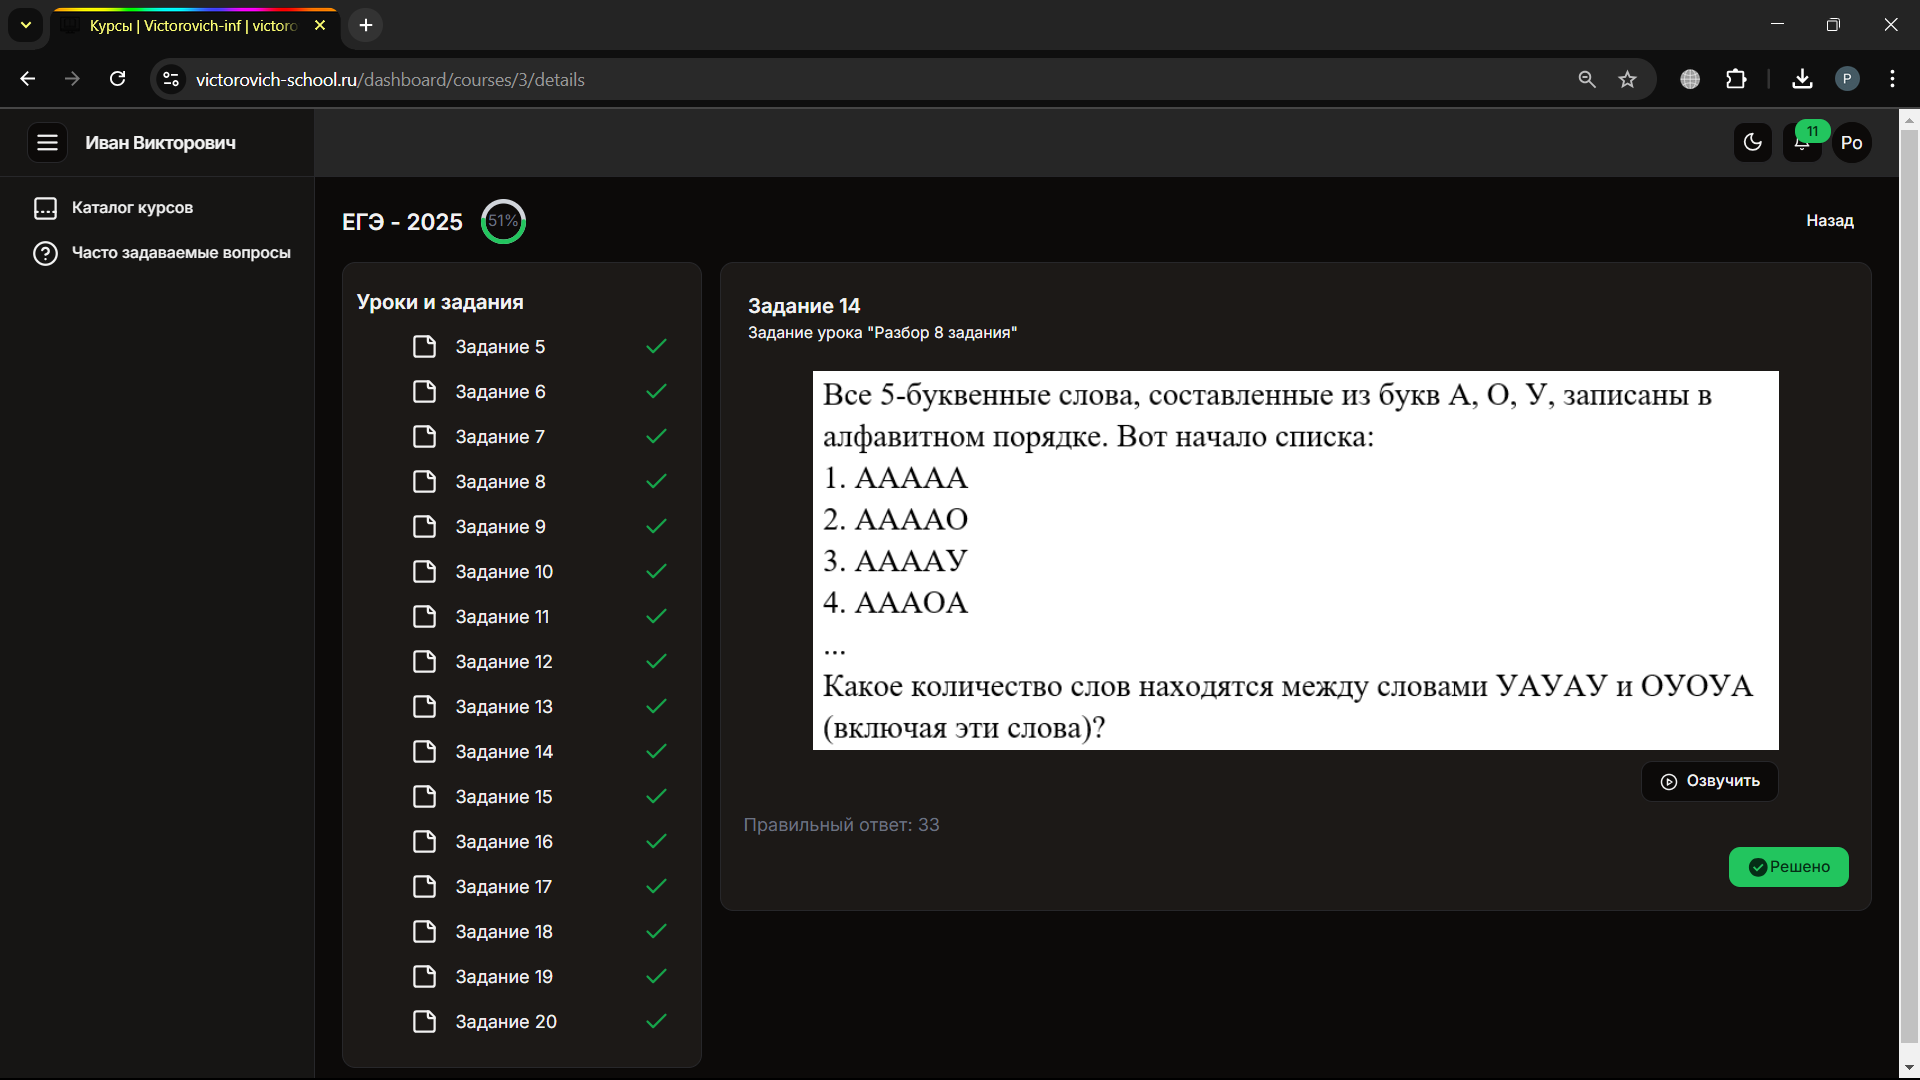 Курсы | Victorovich-inf | victoro
victorovich-school.ru/dashboard/courses/3/details
P
Иван Викторович
11
Po
Каталог курсов
Часто задаваемые вопросы
ЕГЭ - 2025
51%
Назад
Уроки и задания
Задание 5
Задание 6
Задание 7
Задание 8
Задание 9
Задание 10
Задание 11
Задание 12
Задание 13
Задание 14
Задание 15
Задание 16
Задание 17
Задание 18
Задание 19
Задание 20
Задание 14
Задание урока "Разбор 8 задания"
Все 5-буквенные слова, составленные из букв А, О, У, записаны в
алфавитном порядке. Вот начало списка:
1. ААААА
2. ААААО
3. ААААУ
4. АААОА
...
Какое количество слов находятся между словами УАУАУ и ОУОУА
(включая эти слова)?
Озвучить
Правильный ответ: 33
Решено